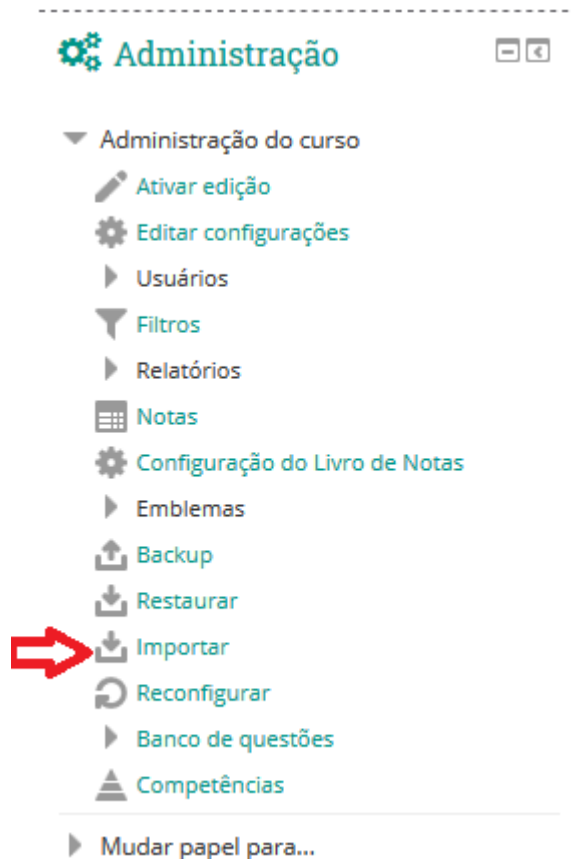 Administração
Administração do curso
Ativar edição
Editar configurações
Usuários
Filtros
Relatórios
Notas
Configuração do Livro de Notas
Emblemas
Backup
Restaurar
Importar
Reconfigurar
Banco de questões
Competências
Mudar papel para...